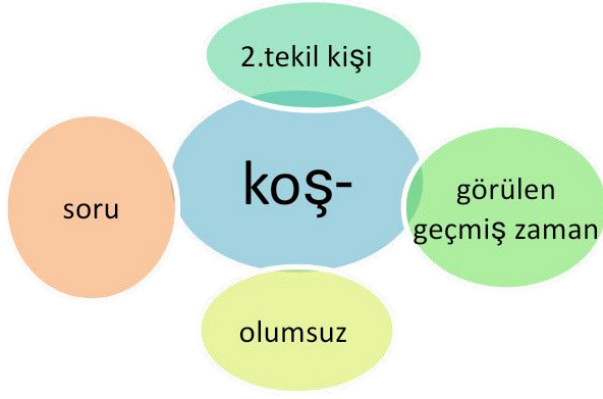 2.tekil kişi
koş-
soru
görülen
geçmiş zaman
olumsuz